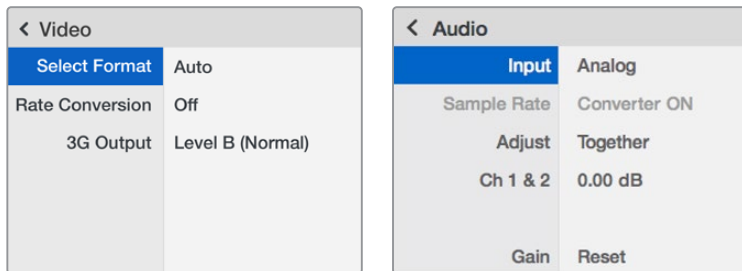 < Video
Select Format Auto
Rate Conversion Off
3G Output Level B (Normal)
< Audio
Input Analog
Sample Rate Converter ON
Adjust Together
Ch 1 & 2 0.00 dB
Gain Reset